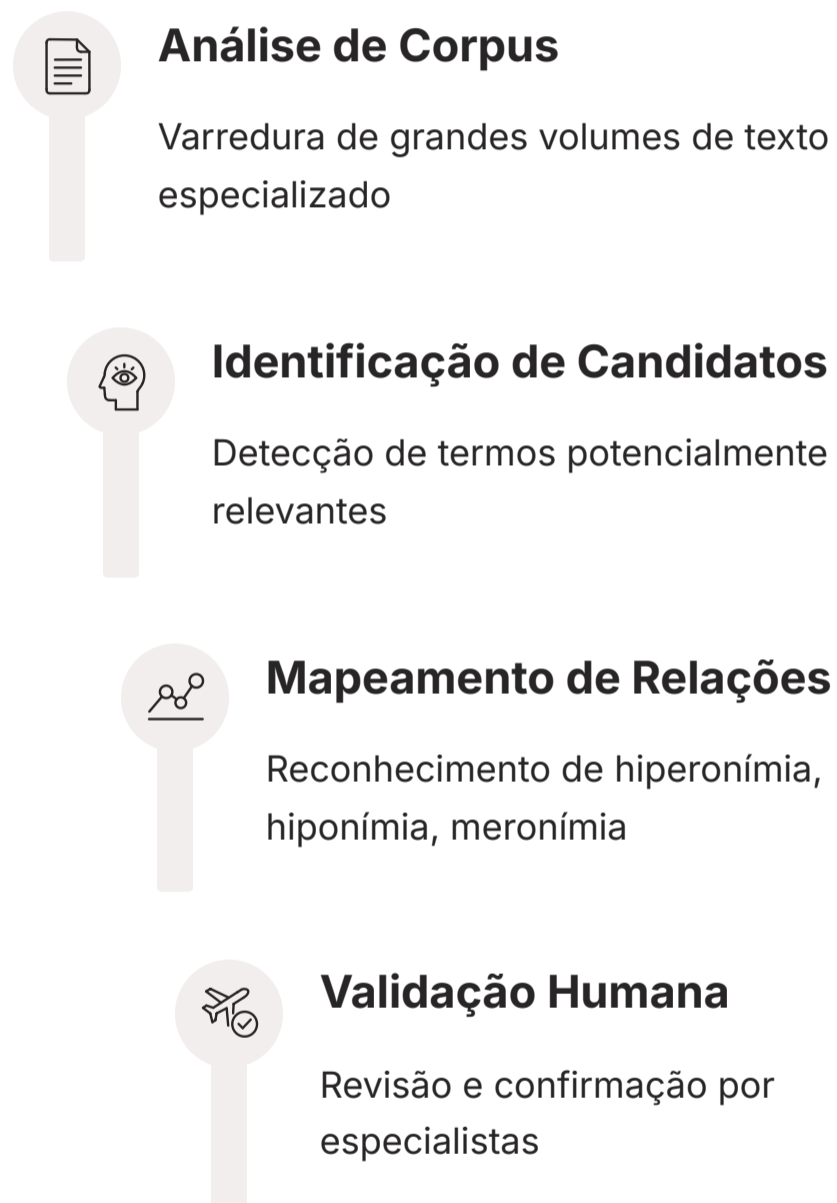 Análise de Corpus
Varredura de grandes volumes de texto
especializado
Identificação de Candidatos
Detecção de termos potencialmente
relevantes
Mapeamento de Relações
Reconhecimento de hiperonímia,
hiponímia, meronímia
Validação Humana
Revisão e confirmação por
especialistas